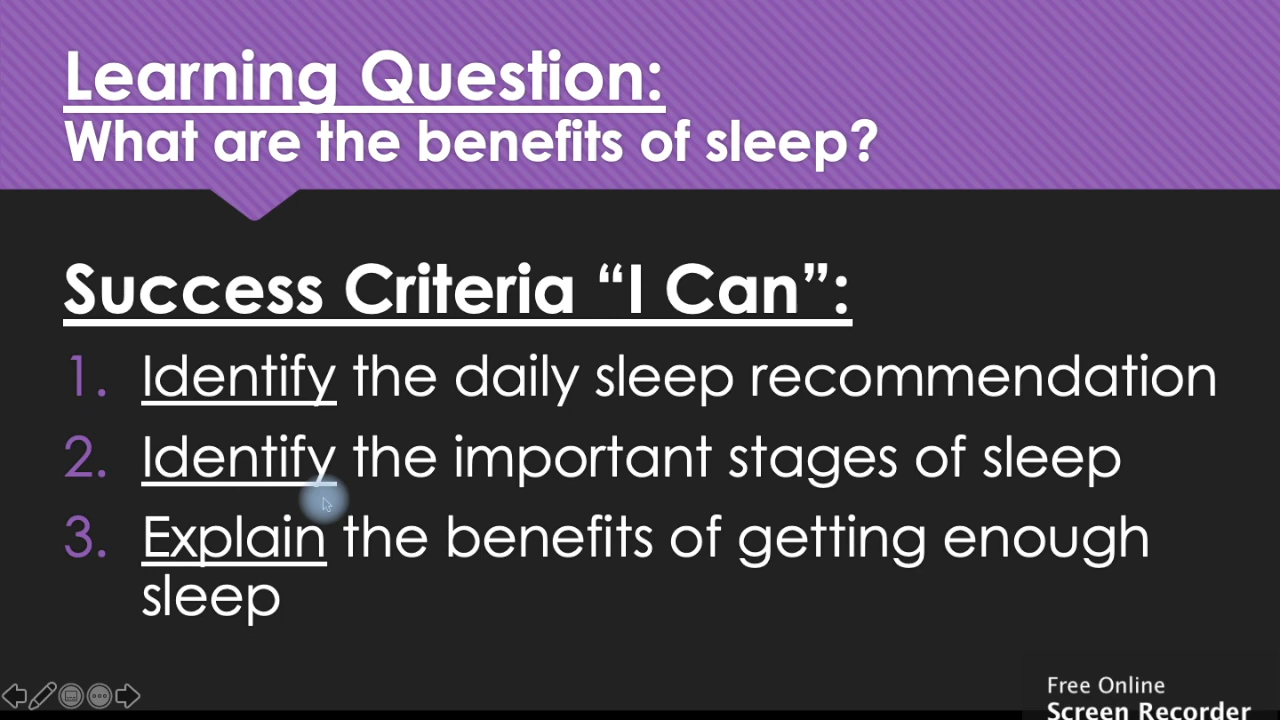 Learning Question:
What are the benefits of sleep?
Success Criteria “I Can”:
1. Identify the daily sleep recommendation
2. Identify the important stages of sleep
3. Explain the benefits of getting enough
sleep
Free Online
Screen Recorder